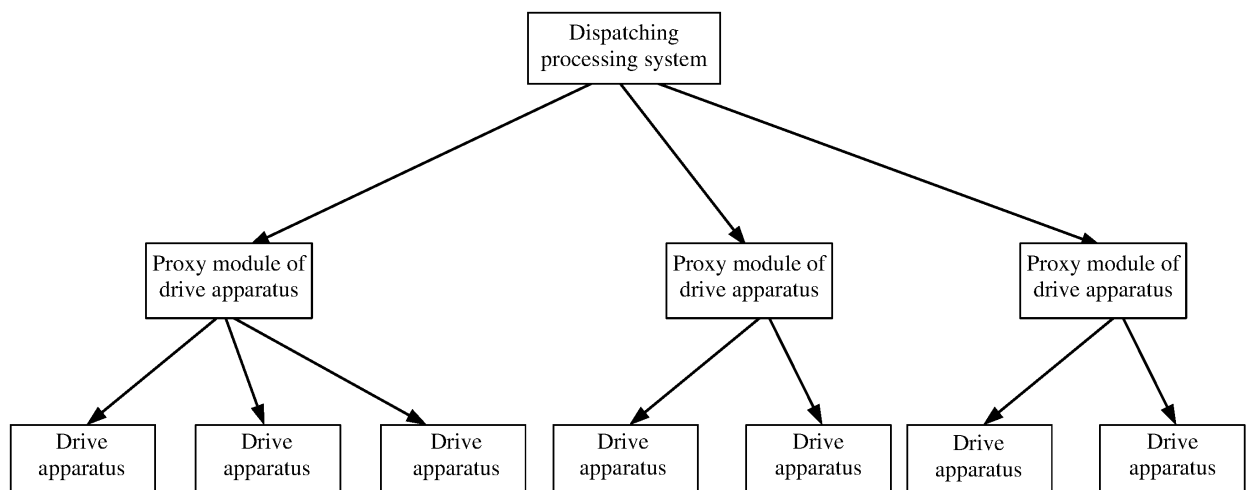 Dispatching
processing system
Proxy module of
drive apparatus
Proxy module of
drive apparatus
Proxy module of
drive apparatus
Drive
apparatus
Drive
apparatus
Drive
apparatus
Drive
apparatus
Drive
apparatus
Drive
apparatus
Drive
apparatus